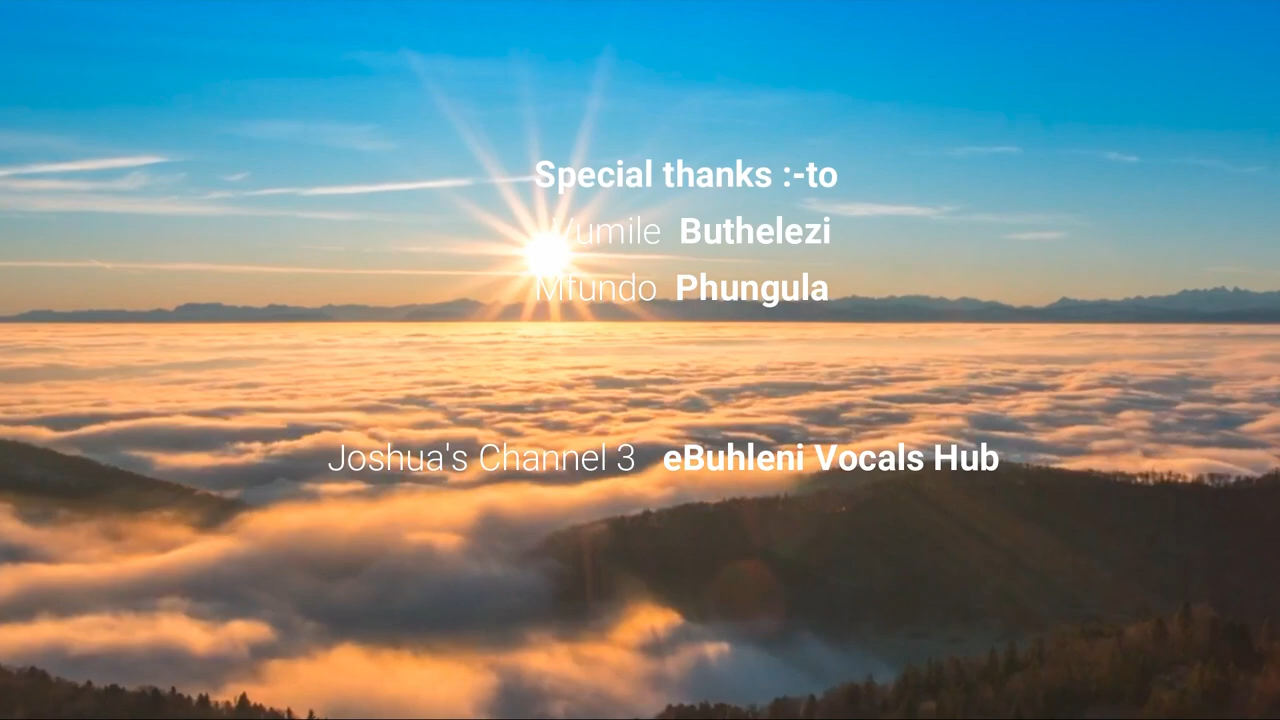 Special thanks :-to
Vumile Buthelezi
Mfundo Phungula
Joshua's Channel 3 eBuhleni Vocals Hub